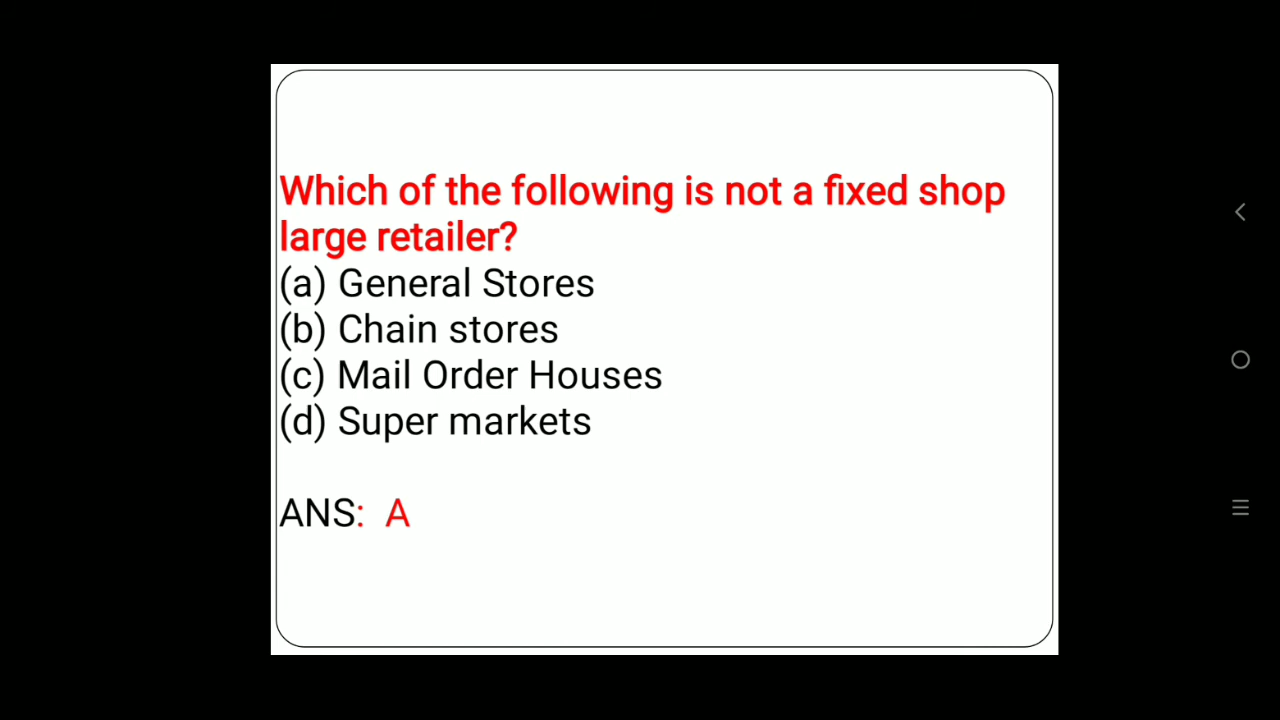 Which of the following is not a fixed shop
large retailer?
(a) General Stores
(b) Chain stores
(c) Mail Order Houses
(d) Super markets
ANS: A